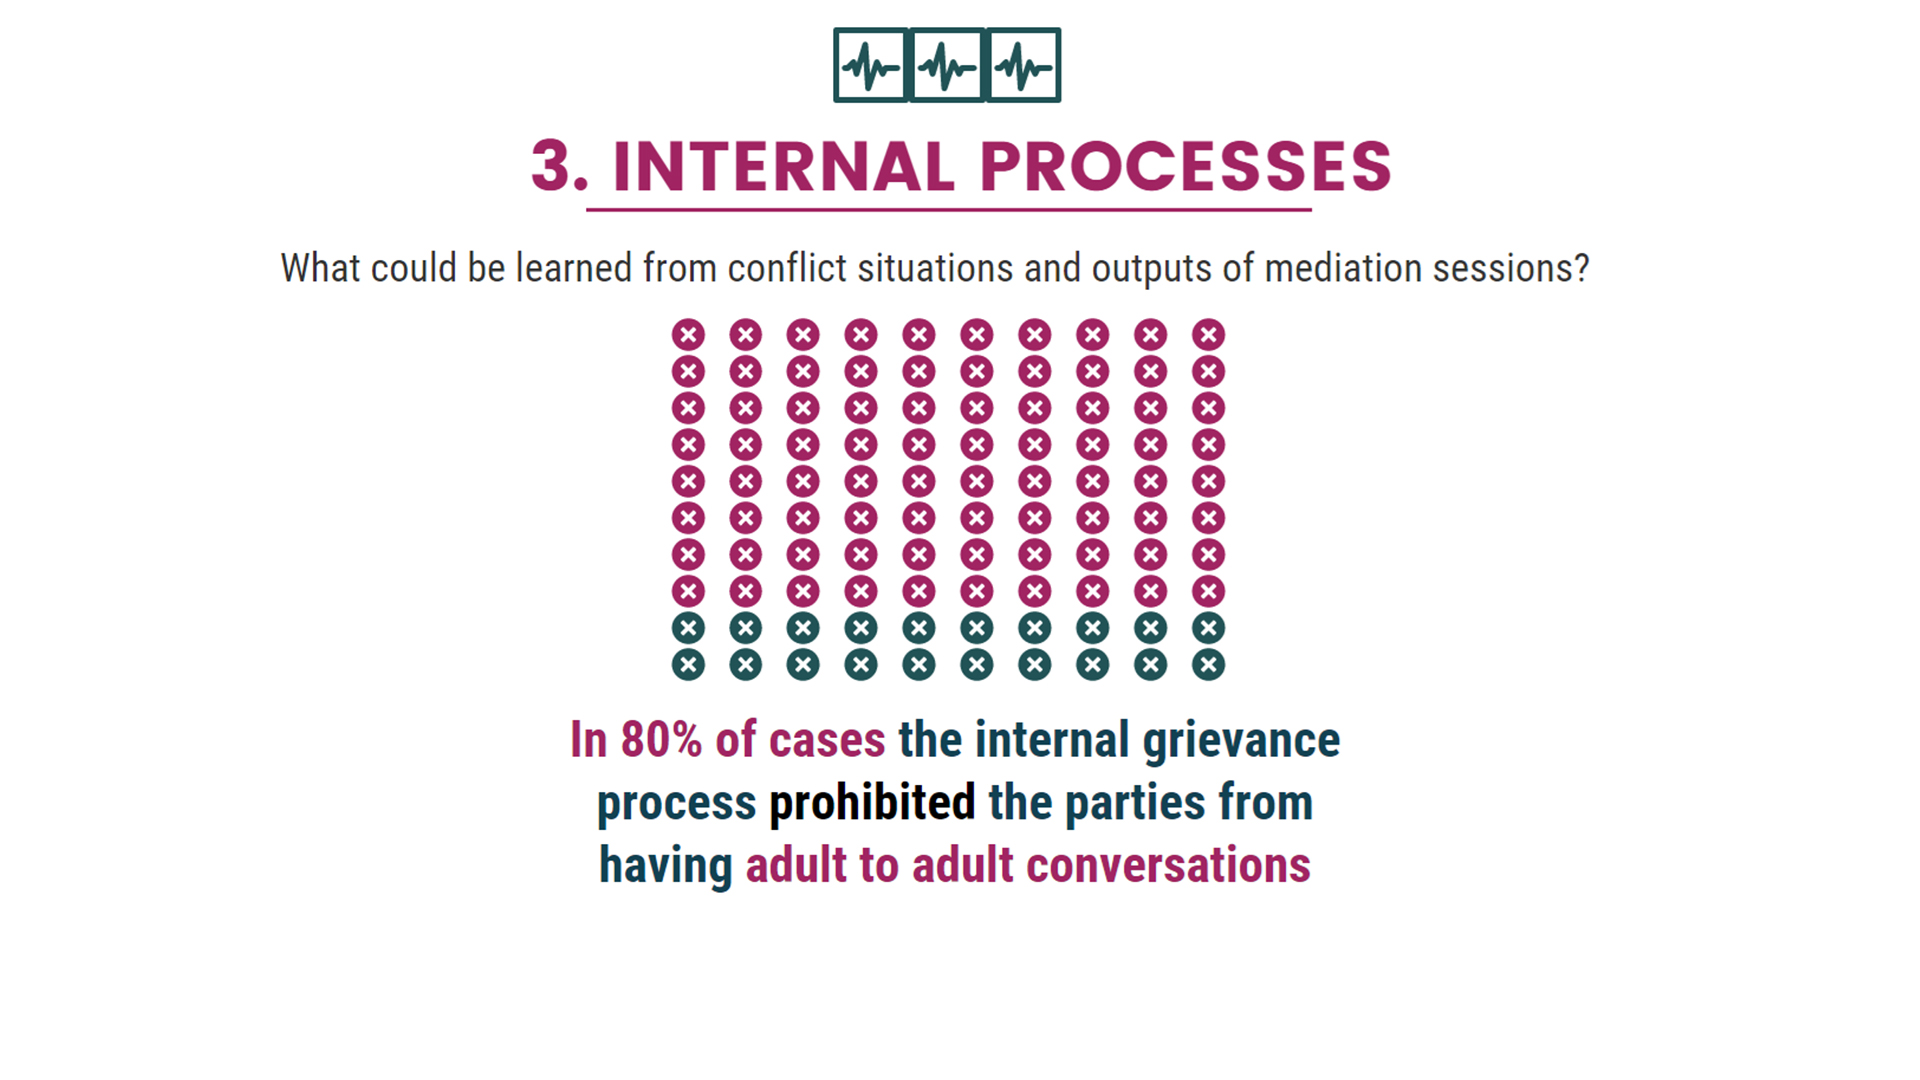 3. INTERNAL PROCESSES
What could be learned from conflict situations and outputs of mediation sessions?
In 80% of cases the internal grievance
process prohibited the parties from
having adult to adult conversations